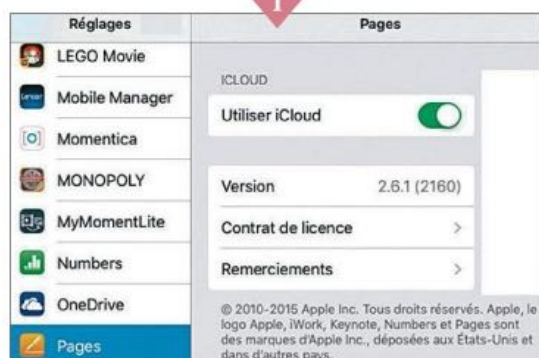 1
Réglages
LEGO Movie
Mobile Manager
Momentica
MONOPOLY
MyMomentLite
Numbers
OneDrive
Pages
Pages
ICLOUD
Utiliser iCloud
Version 2.6.1 (2160)
Contrat de licence
Remerciements
© 2010-2015 Apple Inc. Tous droits réservés. Apple, le
logo Apple, iWork, Keynote, Numbers et Pages sont
des marques d'Apple Inc., déposées aux États-Unis et
dans d'autres pays.